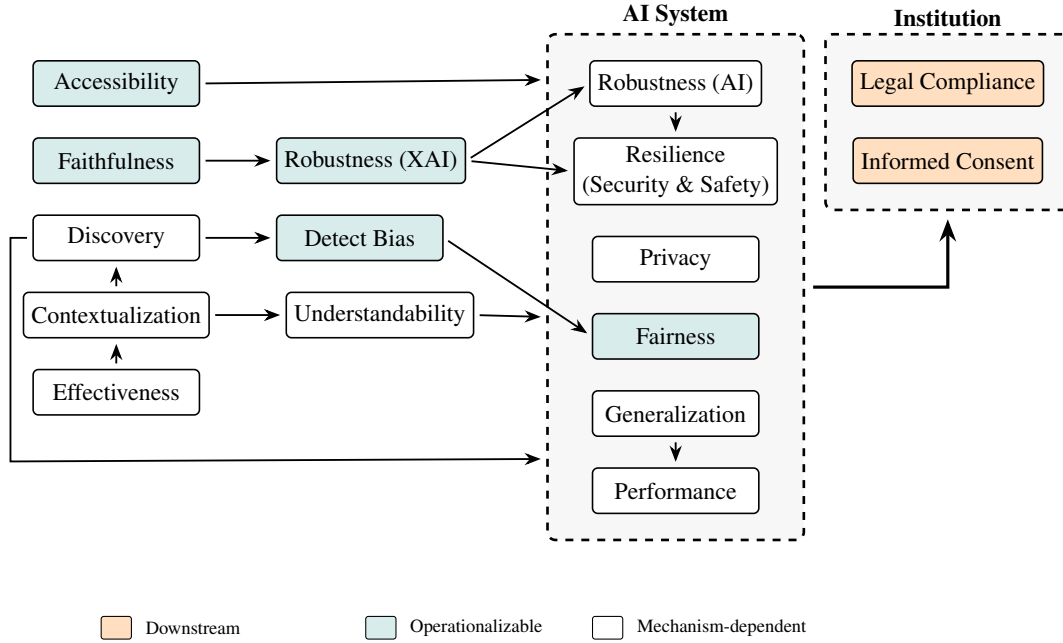 AI System
Institution
Accessibility
Robustness (AI)
Legal Compliance
Faithfulness
Robustness (XAI)
Resilience
(Security & Safety)
Informed Consent
Discovery
Detect Bias
Privacy
Contextualization
Understandability
Fairness
Effectiveness
Generalization
Performance
Downstream
Operationalizable
Mechanism-dependent